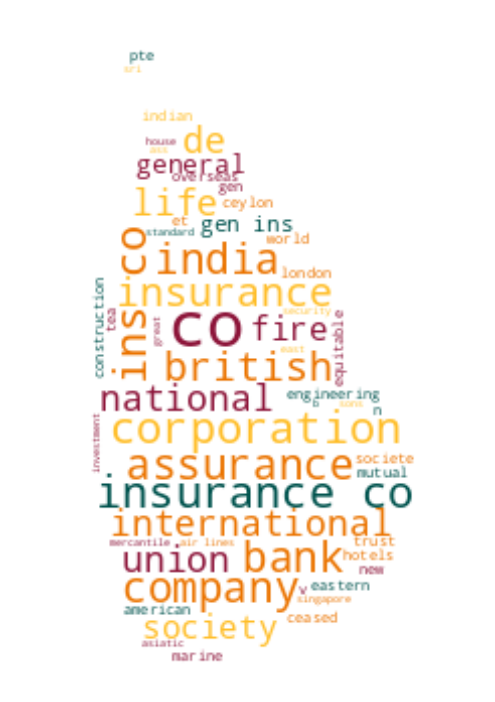 pte
sri
indian
house
de
ass
general
overseas
gen
life
ceylon
et
gen ins
standard
world
co
india
london
insurance
construction
tea
security
ins
great
co
fire
equitable
east
british
national
engineering
b
sons
n
corporation
investment
assurance
societe
mutual
insurance co
international
mercantile
air lines
trust
union
bank
hotels
new
company
v
eastern
singapore
american
society
ceased
asiatic
marine